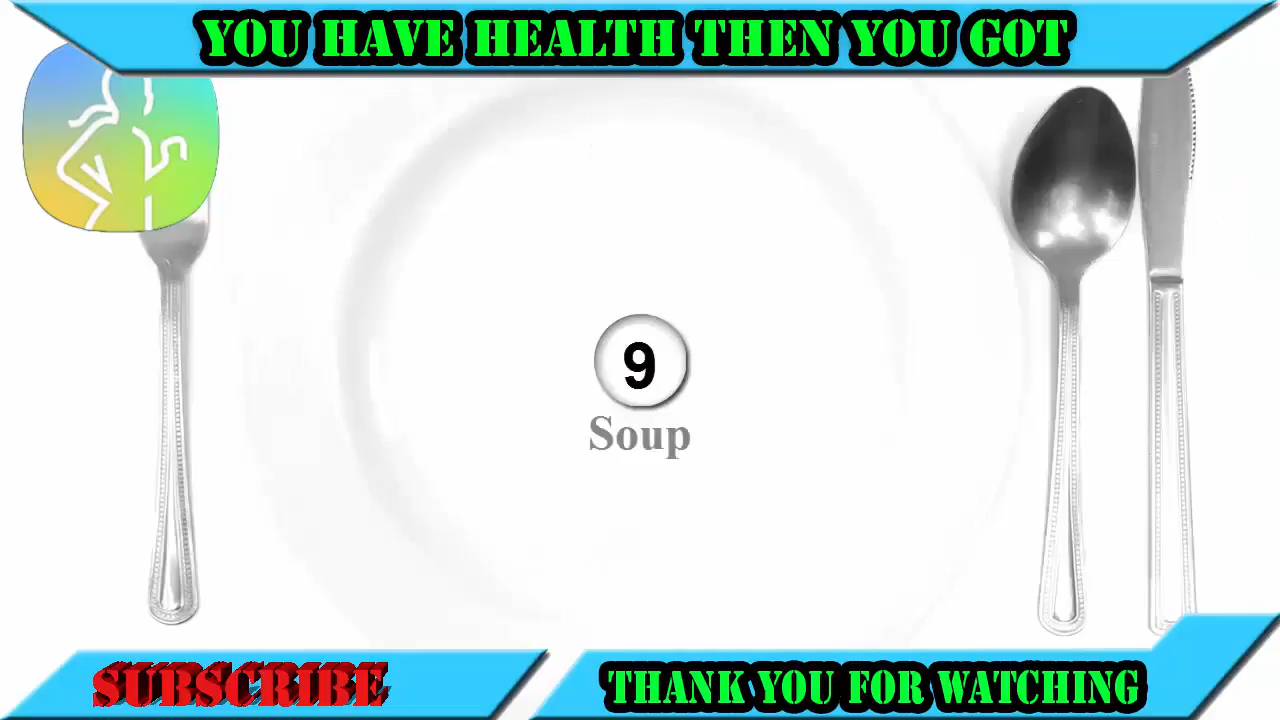 YOU HAVE HEALTH THEN YOU GOT
9
Soup
SUBSCRIBE
THANK YOU FOR WATCHING